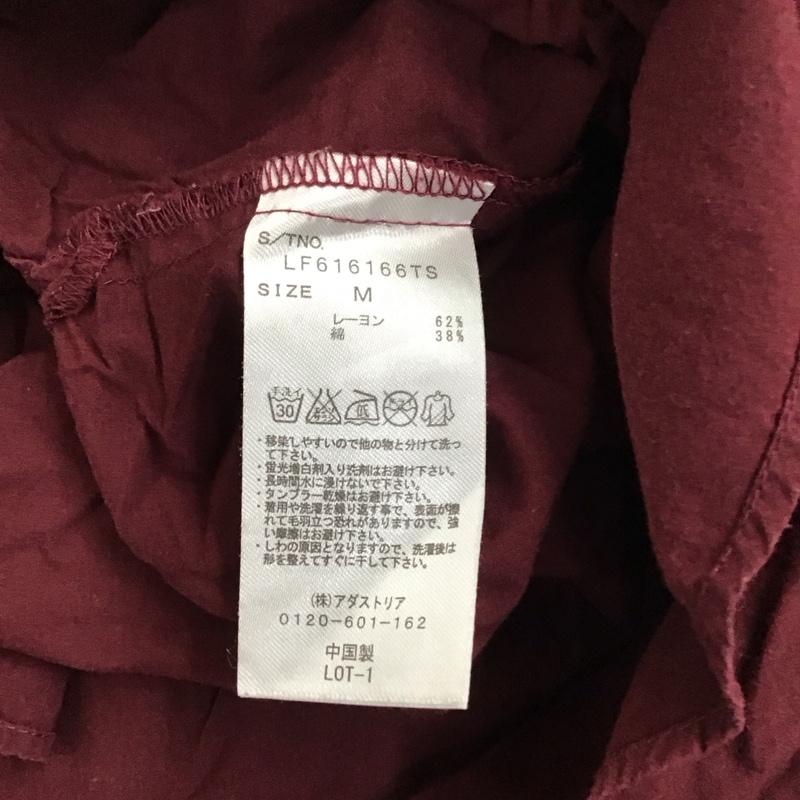 S/TNO.
LF616166TS
SIZE M
レーヨン 62%
綿 38%
手洗イ
30
低
・移染しやすいので他の物と分けて洗っ
て下さい。
・蛍光増白剤入り洗剤はお避け下さい。
・長時間水に浸けないで下さい。
・タンブラー乾燥はお避け下さい。
・着用や洗濯を繰り返す事で、表面が擦
れて毛羽立つ恐れがありますので、強
い摩擦はお避け下さい。
・しわの原因となりますので、洗濯後は
形を整えてすぐに干して下さい。
(株)アダストリア
0120-601-162
中国製
LOT-1